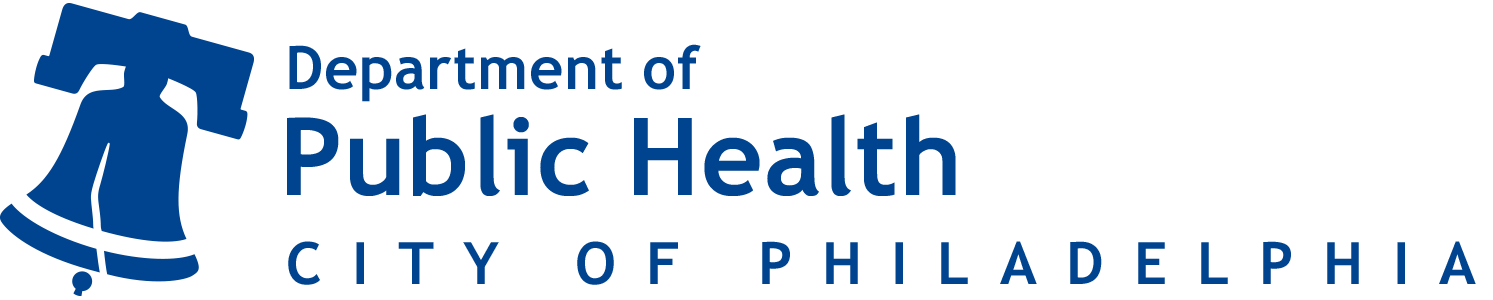 Department of
Public Health
CITY OF PHILADELPHIA